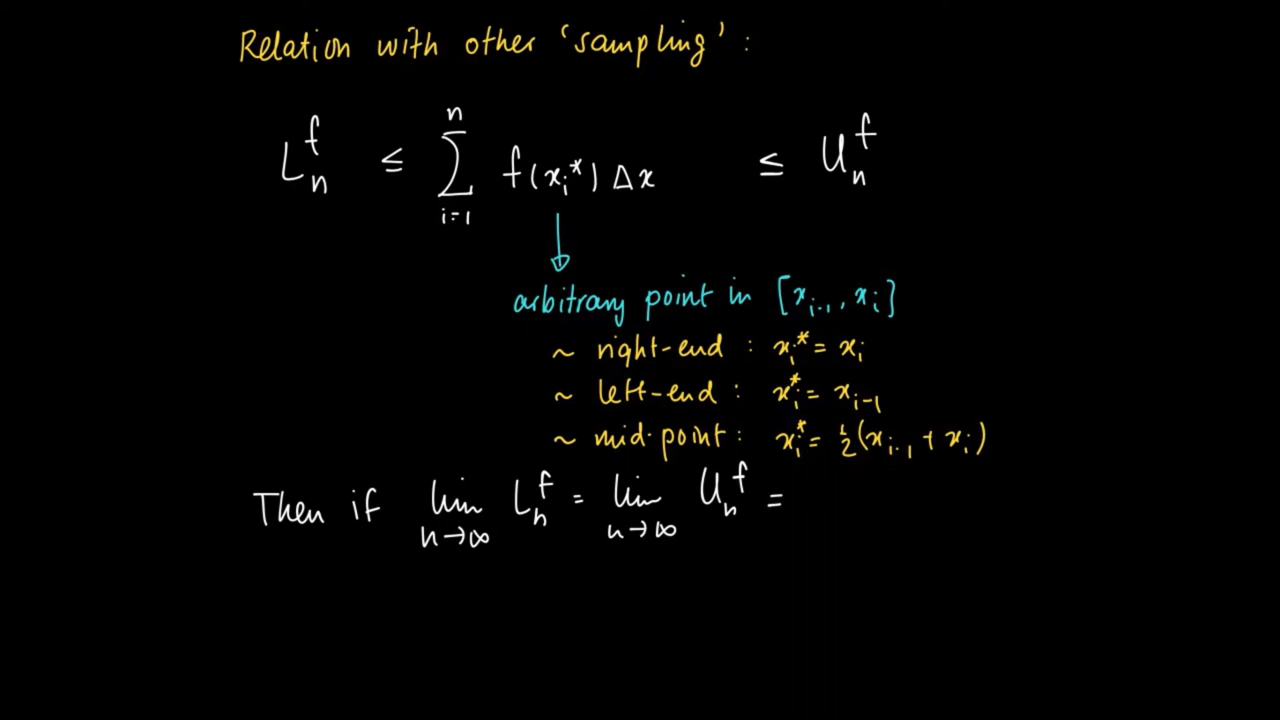 Relation with other 'sampling' :
L_n^f ≤ ∑_{i=1}^{n} f(x_i^*) Δx ≤ U_n^f
arbitrary point in [x_{i-1}, x_i]
~ right-end : x_i^* = x_i
~ left-end : x_i^* = x_{i-1}
~ mid-point : x_i^* = ½(x_{i-1} + x_i)
Then if lim_{n→∞} L_n^f = lim_{n→∞} U_n^f =